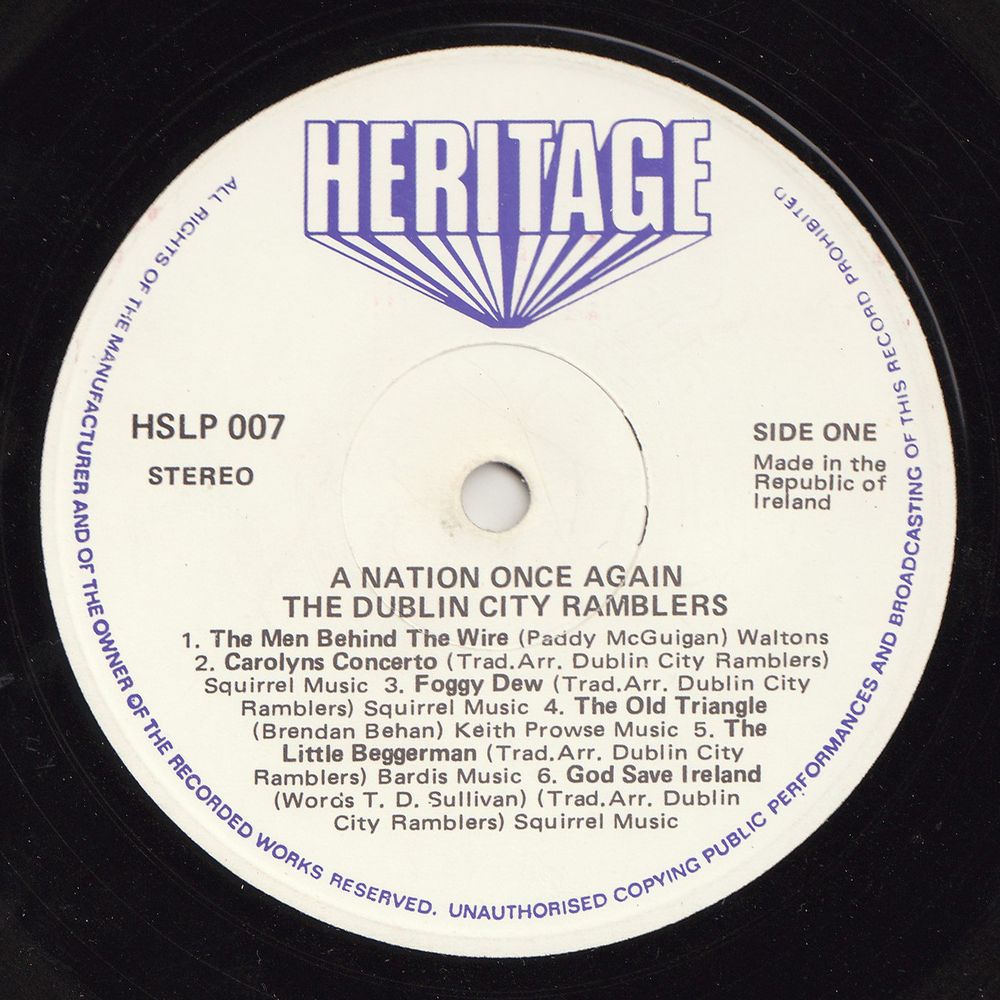 HERITAGE
HSLP 007
STEREO
SIDE ONE
Made in the
Republic of
Ireland
A NATION ONCE AGAIN
THE DUBLIN CITY RAMBLERS
1. The Men Behind The Wire (Paddy McGuigan) Waltons
2. Carolyns Concerto (Trad.Arr. Dublin City Ramblers)
Squirrel Music 3. Foggy Dew (Trad.Arr. Dublin City
Ramblers) Squirrel Music 4. The Old Triangle
(Brendan Behan) Keith Prowse Music 5. The
Little Beggerman (Trad.Arr. Dublin City
Ramblers) Bardis Music 6. God Save Ireland
(Words T. D. Sullivan) (Trad.Arr. Dublin
City Ramblers) Squirrel Music
ALL RIGHTS OF THE MANUFACTURER AND OF THE OWNER OF THE RECORDED WORKS RESERVED. UNAUTHORISED COPYING PUBLIC PERFORMANCES AND BROADCASTING OF THIS RECORD PROHIBITED